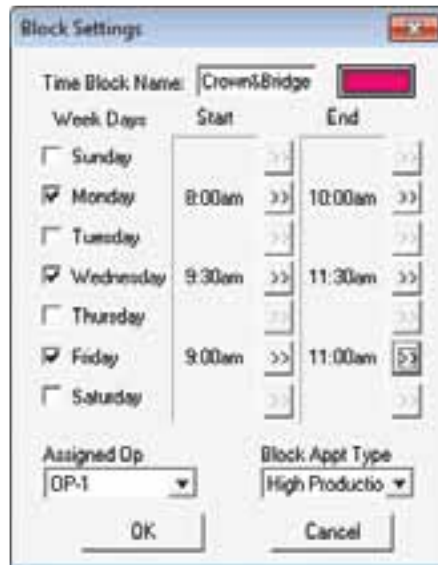 Block Settings
Time Block Name: Crown&Bridge
Week Days Start End
Sunday >> >>
Monday 8:00am >> 10:00am >>
Tuesday >> >>
Wednesday 9:30am >> 11:30am >>
Thursday >> >>
Friday 9:00am >> 11:00am >>
Saturday >> >>
Assigned Op Block Appt Type
OP-1 High Productio
OK Cancel